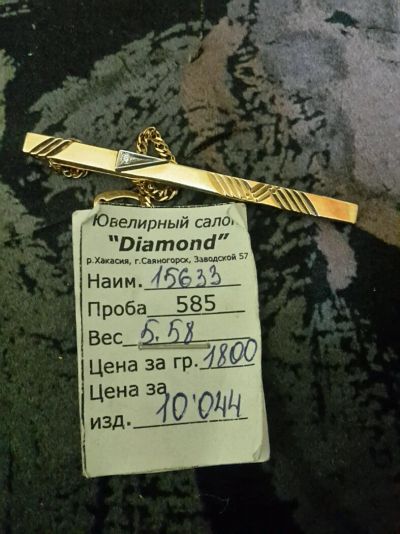 Ювелирный салон
"Diamond"
р.Хакасия, г.Саяногорск, Заводской 57
Наим. 15633
Проба 585
Вес 5.58
Цена за гр. 1800
Цена за
изд. 10'044